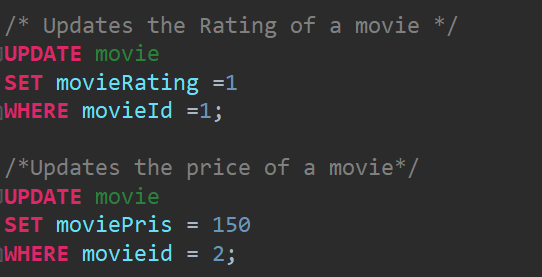 /* Updates the Rating of a movie */
UPDATE movie
SET movieRating =1
WHERE movieId =1;
/*Updates the price of a movie*/
UPDATE movie
SET moviePris = 150
WHERE movieid = 2;